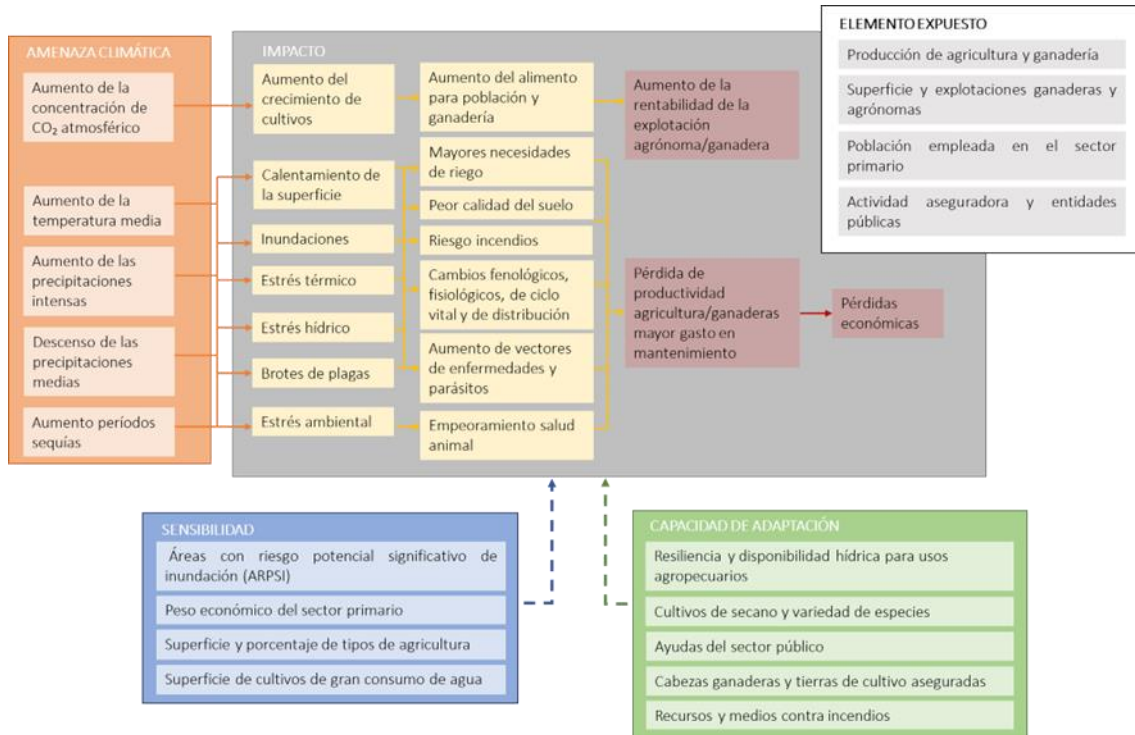 AMENAZA CLIMÁTICA
Aumento de la
concentración de
CO₂ atmosférico
Aumento de la
temperatura media
Aumento de las
precipitaciones
intensas
Descenso de las
precipitaciones
medias
Aumento períodos
sequías
IMPACTO
Aumento del
crecimiento de
cultivos
Calentamiento de
la superficie
Inundaciones
Estrés térmico
Estrés hídrico
Brotes de plagas
Estrés ambiental
Aumento del alimento
para población y
ganadería
Mayores necesidades
de riego
Peor calidad del suelo
Riesgo incendios
Cambios fenológicos,
fisiológicos, de ciclo
vital y de distribución
Aumento de vectores
de enfermedades y
parásitos
Empeoramiento salud
animal
Aumento de la
rentabilidad de la
explotación
agrónoma/ganadera
Pérdida de
productividad
agricultura/ganaderas
mayor gasto en
mantenimiento
Pérdidas
económicas
ELEMENTO EXPUESTO
Producción de agricultura y ganadería
Superficie y explotaciones ganaderas y
agrónomas
Población empleada en el sector
primario
Actividad aseguradora y entidades
públicas
SENSIBILIDAD
Áreas con riesgo potencial significativo de
inundación (ARPSI)
Peso económico del sector primario
Superficie y porcentaje de tipos de agricultura
Superficie de cultivos de gran consumo de agua
CAPACIDAD DE ADAPTACIÓN
Resiliencia y disponibilidad hídrica para usos
agropecuarios
Cultivos de secano y variedad de especies
Ayudas del sector público
Cabezas ganaderas y tierras de cultivo aseguradas
Recursos y medios contra incendios